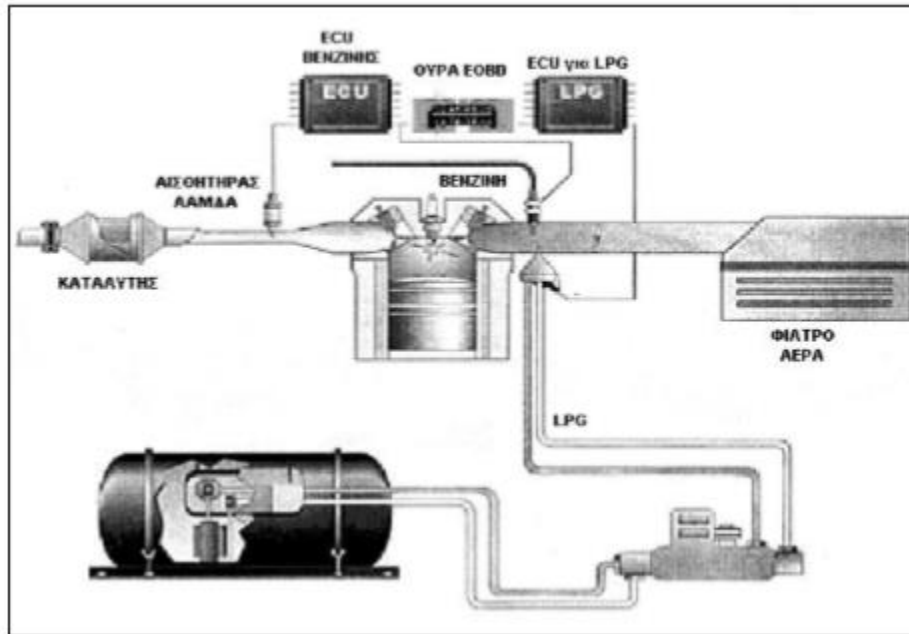 ECU
ΒΕΝΖΙΝΗΣ
ΘΥΡΑ EOBD
ECU για LPG
ECU
LPG
ΑΙΣΘΗΤΗΡΑΣ
ΛΑΜΔΑ
ΒΕΝΖΙΝΗ
ΚΑΤΑΛΥΤΗΣ
ΦΙΛΤΡΟ
ΑΕΡΑ
LPG